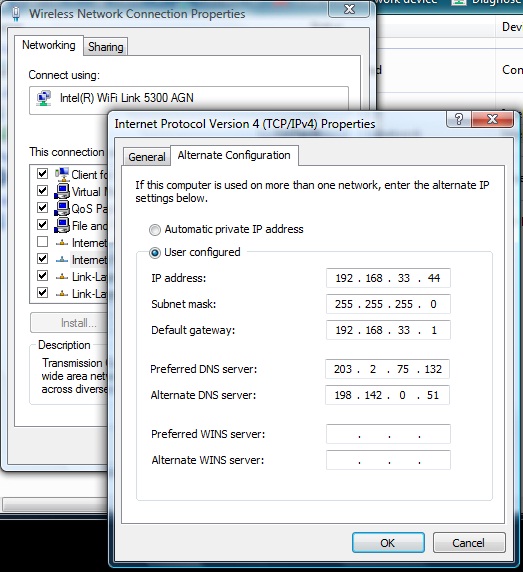 Wireless Network Connection Properties
Networking
Sharing
Connect using:
Intel(R) WiFi Link 5300 AGN
This connection
Client fo
Virtual M
QoS Pa
File and
Internet
Internet
Link-La
Link-La
Install...
Description
Transmission
wide area netw
across diverse
work device
Diagnose
Dev
Con
Internet Protocol Version 4 (TCP/IPv4) Properties
General
Alternate Configuration
If this computer is used on more than one network, enter the alternate IP
settings below.
Automatic private IP address
User configured
IP address: 192 . 168 . 33 . 44
Subnet mask: 255 . 255 . 255 . 0
Default gateway: 192 . 168 . 33 . 1
Preferred DNS server: 203 . 2 . 75 . 132
Alternate DNS server: 198 . 142 . 0 . 51
Preferred WINS server: . . .
Alternate WINS server: . . .
OK
Cancel